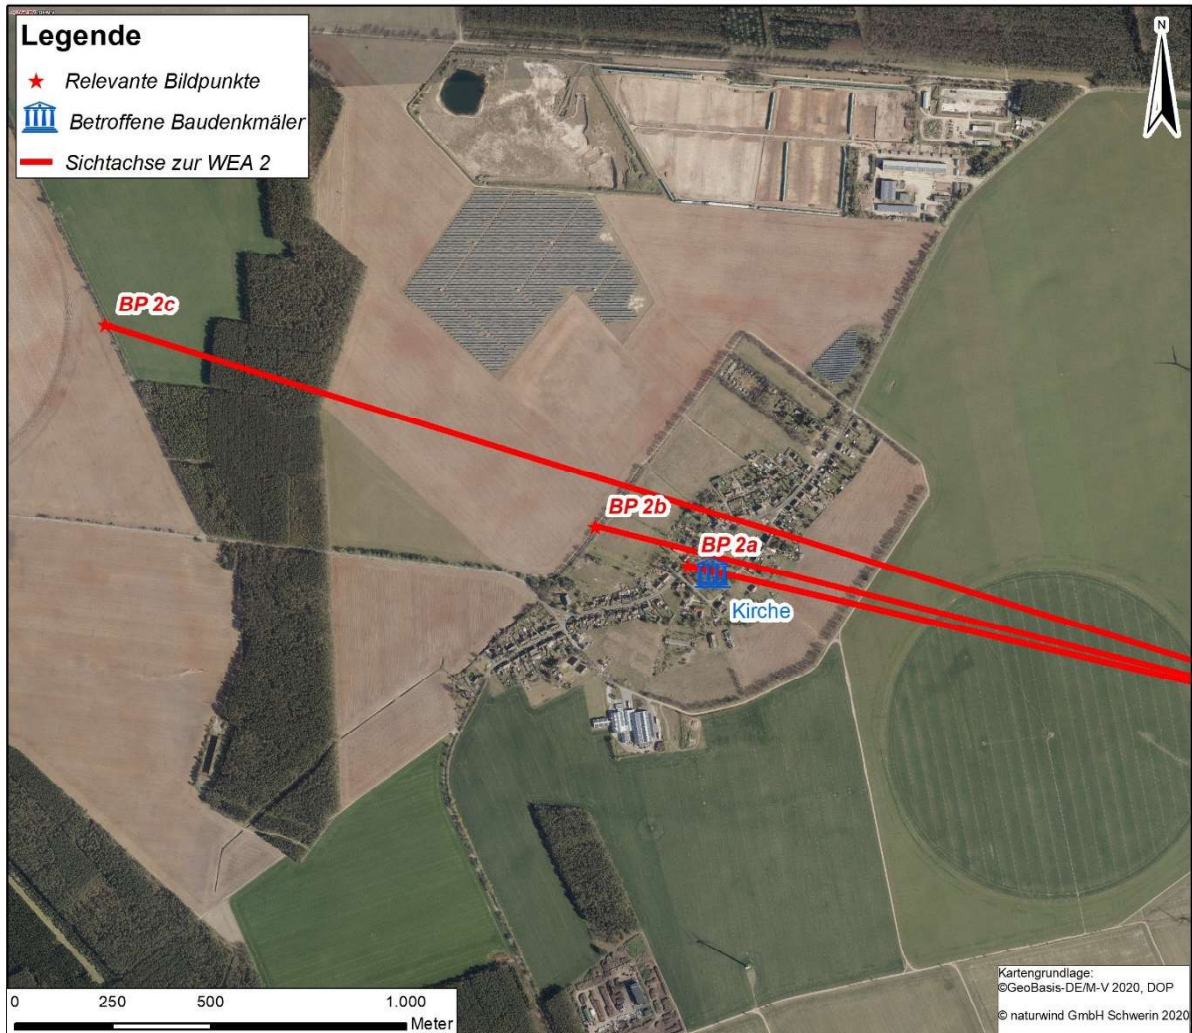 Legende
Relevante Bildpunkte
Betroffene Baudenkmäler
Sichtachse zur WEA 2
N
BP 2c
BP 2b
BP 2a
Kirche
0 250 500 1.000
Meter
Kartengrundlage:
©GeoBasis-DE/M-V 2020, DOP
© naturwind GmbH Schwerin 2020